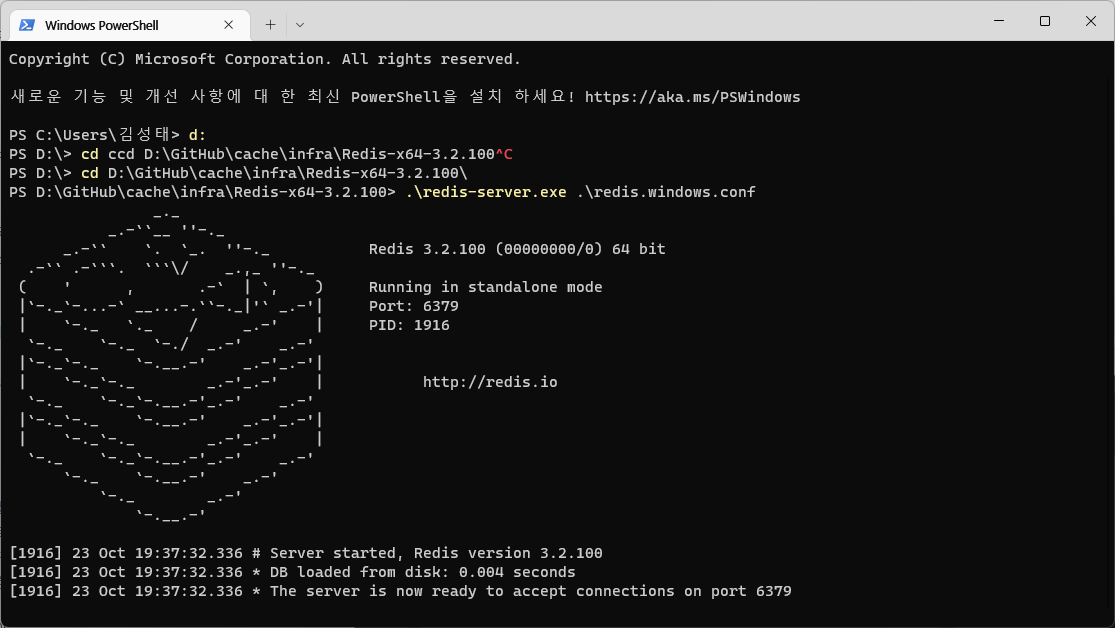 Windows PowerShell
Copyright (C) Microsoft Corporation. All rights reserved.
새로운 기능 및 개선 사항에 대 한 최신 PowerShell을 설치 하세요! https://aka.ms/PSWindows
PS C:\Users\김성태> d:
PS D:\> cd ccd D:\GitHub\cache\infra\Redis-x64-3.2.100^C
PS D:\> cd D:\GitHub\cache\infra\Redis-x64-3.2.100\
PS D:\GitHub\cache\infra\Redis-x64-3.2.100> .\redis-server.exe .\redis.windows.conf
Redis 3.2.100 (00000000/0) 64 bit
Running in standalone mode
Port: 6379
PID: 1916
http://redis.io
[1916] 23 Oct 19:37:32.336 # Server started, Redis version 3.2.100
[1916] 23 Oct 19:37:32.336 * DB loaded from disk: 0.004 seconds
[1916] 23 Oct 19:37:32.336 * The server is now ready to accept connections on port 6379